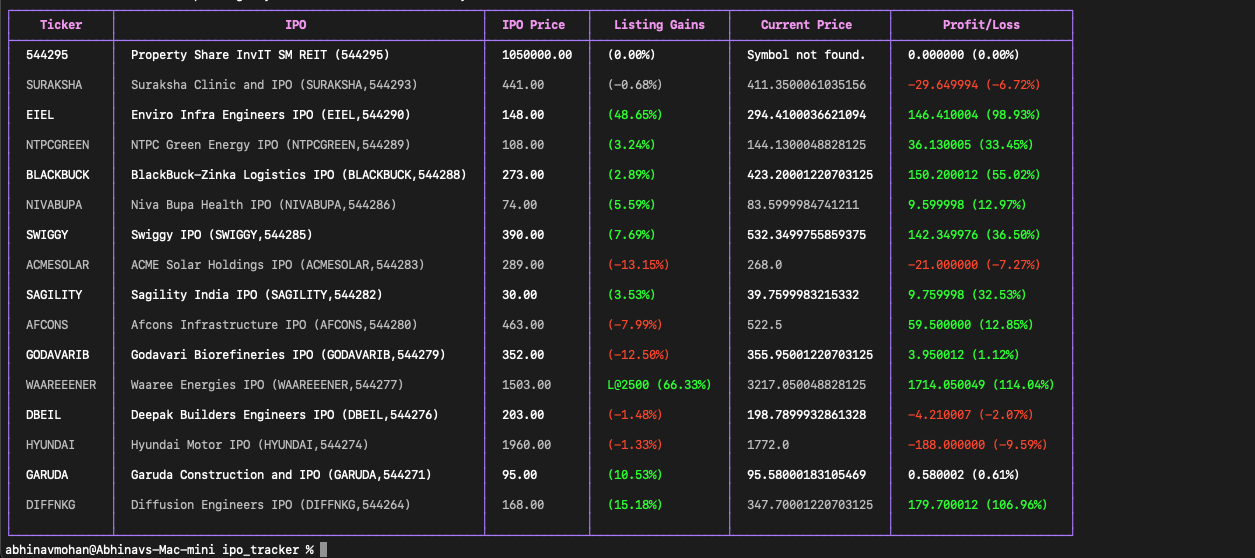 Ticker IPO IPO Price Listing Gains Current Price Profit/Loss
544295 Property Share InvIT SM REIT (544295) 1050000.00 (0.00%) Symbol not found. 0.000000 (0.00%)
SURAKSHA Suraksha Clinic and IPO (SURAKSHA,544293) 441.00 (-0.68%) 411.3500061035156 -29.649994 (-6.72%)
EIEL Enviro Infra Engineers IPO (EIEL,544290) 148.00 (48.65%) 294.4100036621094 146.410004 (98.93%)
NTPCGREEN NTPC Green Energy IPO (NTPCGREEN,544289) 108.00 (3.24%) 144.1300048828125 36.130005 (33.45%)
BLACKBUCK BlackBuck-Zinka Logistics IPO (BLACKBUCK,544288) 273.00 (2.89%) 423.20001220703125 150.200012 (55.02%)
NIVABUPA Niva Bupa Health IPO (NIVABUPA,544286) 74.00 (5.59%) 83.5999984741211 9.599998 (12.97%)
SWIGGY Swiggy IPO (SWIGGY,544285) 390.00 (7.69%) 532.3499755859375 142.349976 (36.50%)
ACMESOLAR ACME Solar Holdings IPO (ACMESOLAR,544283) 289.00 (-13.15%) 268.0 -21.000000 (-7.27%)
SAGILITY Sagility India IPO (SAGILITY,544282) 30.00 (3.53%) 39.7599983215332 9.759998 (32.53%)
AFCONS Afcons Infrastructure IPO (AFCONS,544280) 463.00 (-7.99%) 522.5 59.500000 (12.85%)
GODAVARIB Godavari Biorefineries IPO (GODAVARIB,544279) 352.00 (-12.50%) 355.95001220703125 3.950012 (1.12%)
WAAREEENER Waaree Energies IPO (WAAREEENER,544277) 1503.00 L@2500 (66.33%) 3217.050048828125 1714.050049 (114.04%)
DBEIL Deepak Builders Engineers IPO (DBEIL,544276) 203.00 (-1.48%) 198.7899932861328 -4.210007 (-2.07%)
HYUNDAI Hyundai Motor IPO (HYUNDAI,544274) 1960.00 (-1.33%) 1772.0 -188.000000 (-9.59%)
GARUDA Garuda Construction and IPO (GARUDA,544271) 95.00 (10.53%) 95.58000183105469 0.580002 (0.61%)
DIFFNKG Diffusion Engineers IPO (DIFFNKG,544264) 168.00 (15.18%) 347.70001220703125 179.700012 (106.96%)
abhinavmohan@Abhinavs-Mac-mini ipo_tracker %